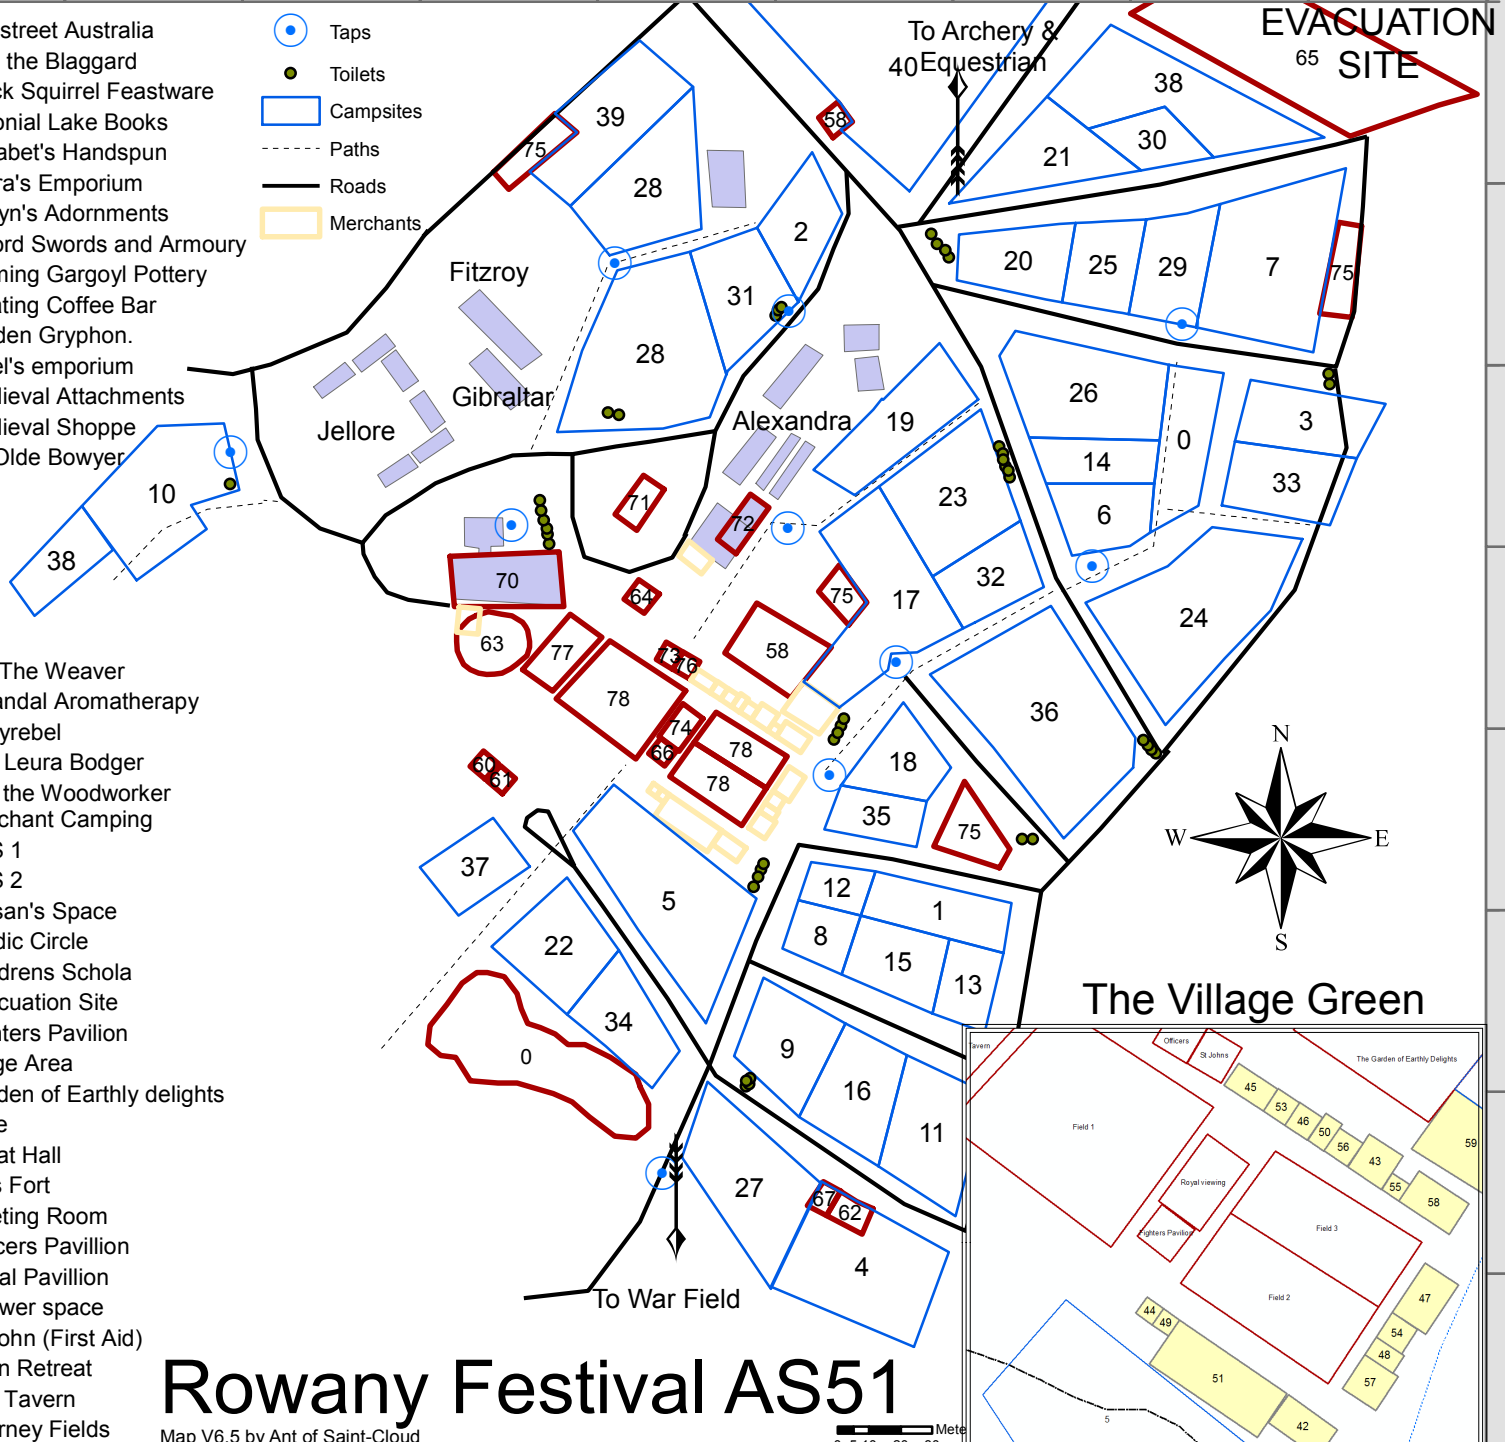 street Australia
the Blaggard
ck Squirrel Feastware
onial Lake Books
abet's Handspun
ra's Emporium
yn's Adornments
ord Swords and Armoury
ming Gargoyl Pottery
ating Coffee Bar
den Gryphon.
el's emporium
dieval Attachments
dieval Shoppe
Olde Bowyer
The Weaver
andal Aromatherapy
yrebel
Leura Bodger
the Woodworker
chant Camping
S 1
S 2
san's Space
dic Circle
drens Schola
cuation Site
hters Pavilion
ge Area
den of Earthly delights
e
at Hall
s Fort
eting Room
cers Pavillion
al Pavillion
wer space
ohn (First Aid)
n Retreat
Tavern
rney Fields
Taps
Toilets
Campsites
Paths
Roads
Merchants
To Archery &
Equestrian
40
EVACUATION
SITE
65
38
30
21
58
39
75
28
2
31
28
20
25
29
7
75
Fitzroy
Gibraltar
Jellore
Alexandra
26
14
6
0
3
33
19
23
10
38
71
72
70
64
63
77
73
76
78
58
75
17
32
24
74
66
78
78
60
61
36
18
35
75
37
5
12
1
8
15
13
22
34
0
9
16
11
27
67
62
4
N
W
E
S
To War Field
Rowany Festival AS51
Map V6.5 by Ant of Saint-Cloud
Mete
The Village Green
Tavern
Officers
St Johns
The Garden of Earthly Delights
45
53
46
50
56
43
55
58
59
Field 1
Royal viewing
Fighters Pavilion
Field 3
Field 2
47
54
48
57
44
49
51
42
5